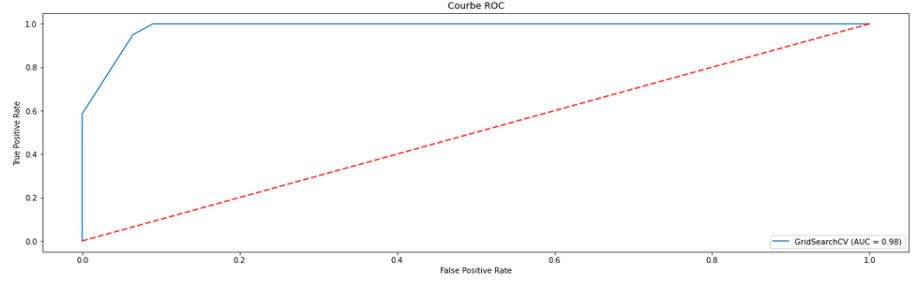 Courbe ROC
1.0
0.8
0.6
0.4
0.2
0.0
True Positive Rate
GridSearchCV (AUC = 0.98)
0.0 0.2 0.4 0.6 0.8 1.0
False Positive Rate